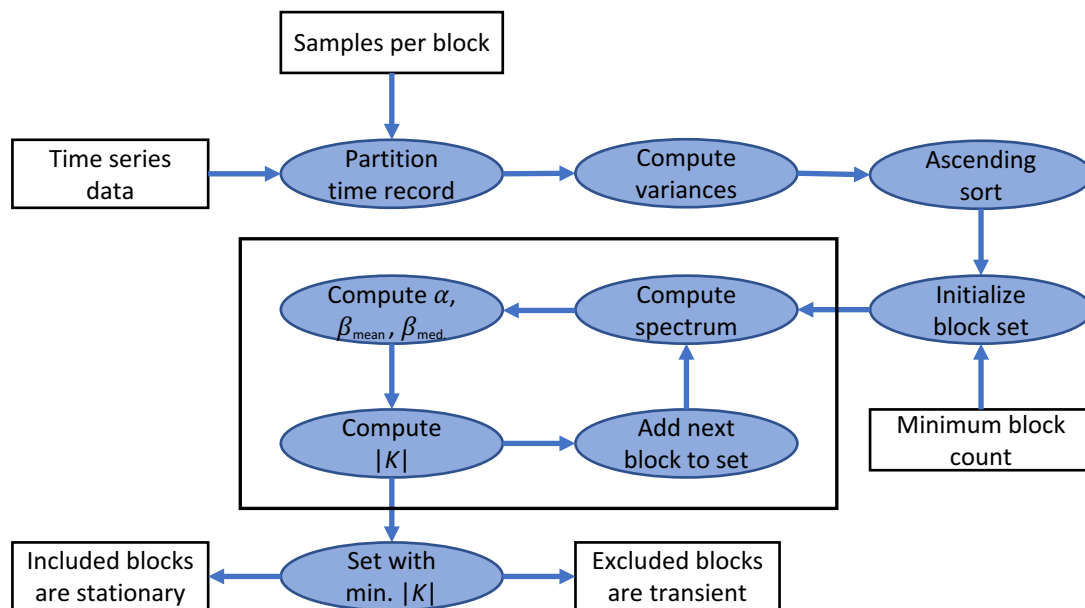 Samples per block
Time series
data
Partition
time record
Compute
variances
Ascending
sort
Compute α,
β mean, β med.
Compute
spectrum
Initialize
block set
Compute
|K|
Add next
block to set
Minimum block
count
Included blocks
are stationary
Set with
min. |K|
Excluded blocks
are transient